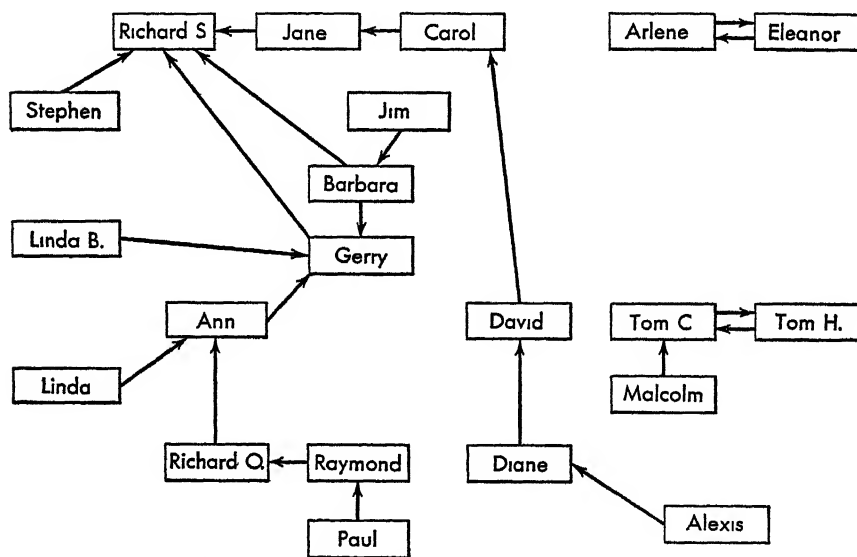 Richard S
Jane
Carol
Arlene
Eleanor
Stephen
Jim
Barbara
Linda B.
Gerry
Ann
David
Tom C
Tom H.
Linda
Malcolm
Richard O.
Raymond
Diane
Paul
Alexis